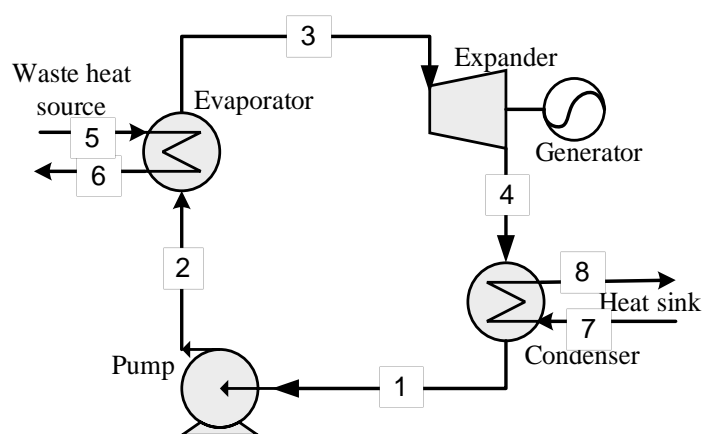 3
Waste heat
source
Evaporator
Expander
Generator
5
6
4
2
8
Heat sink
7
Condenser
Pump
1